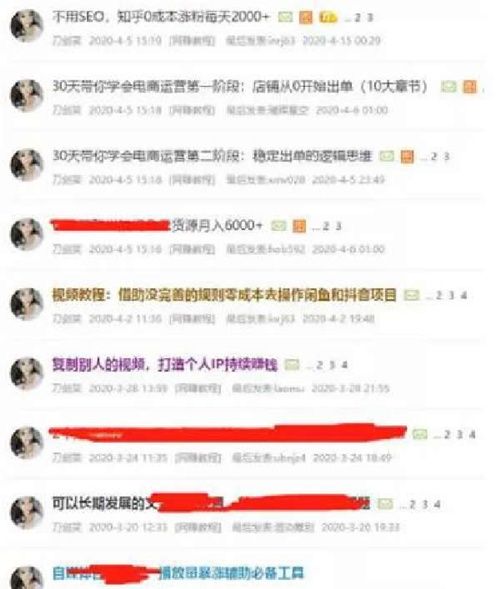 不用SEO，知乎0成本涨粉每天2000+ ..2 3
刀剑笑 2020-4-5 15:19 [网赚教程] 最后发表:inrj63 2020-4-15 00:29
30天带你学会电商运营第一阶段：店铺从0开始出单（10大章节）
刀剑笑 2020-4-5 15:18 [网赚教程] 最后发表:璀璨星空 2020-4-6 01:00
30天带你学会电商运营第二阶段：稳定出单的逻辑思维 ..2 3
刀剑笑 2020-4-5 15:18 [网赚教程] 最后发表:xnv028 2020-4-5 23:49
货源月入6000+ ..2 3
刀剑笑 2020-4-5 15:16 [网赚教程] 最后发表:hob592 2020-4-6 01:00
视频教程：借助没完善的规则零成本去操作闲鱼和抖音项目 ..2 3 4
刀剑笑 2020-4-2 11:36 [网赚教程] 最后发表:inrj63 2020-4-2 19:48
复制别人的视频，打造个人IP持续赚钱 ..2 3 4
刀剑笑 2020-3-28 13:59 [网赚教程] 最后发表:laomu 2020-3-28 21:55
..2 3 4
刀剑笑 2020-3-24 11:35 [网赚教程] 最后发表:ubnjz4 2020-3-24 18:49
可以长期发展的文 ..2 3 4
刀剑笑 2020-3-20 12:33 [网赚教程] 最后发表: 2020-3-20 19:33
自媒体 播放量暴涨辅助必备工具